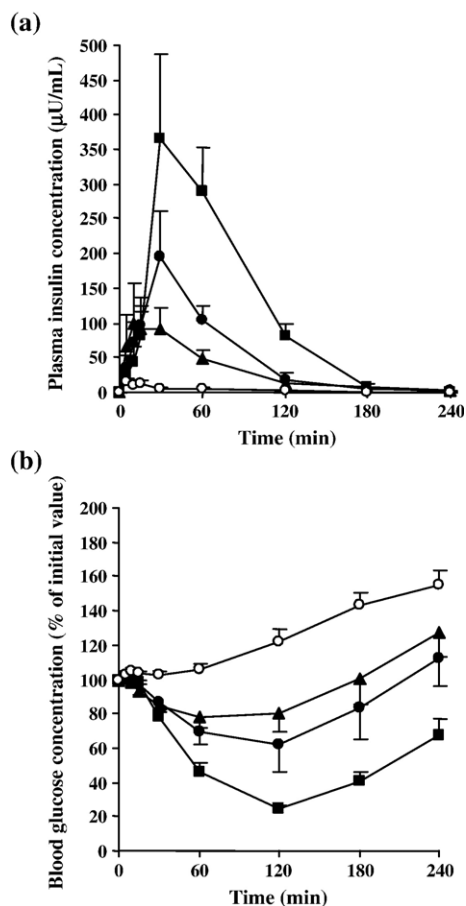 (a)
Plasma insulin concentration (μU/mL)
500
450
400
350
300
250
200
150
100
50
0
0 60 120 180 240
Time (min)
(b)
Blood glucose concentration (% of initial value)
200
180
160
140
120
100
80
60
40
20
0
0 60 120 180 240
Time (min)